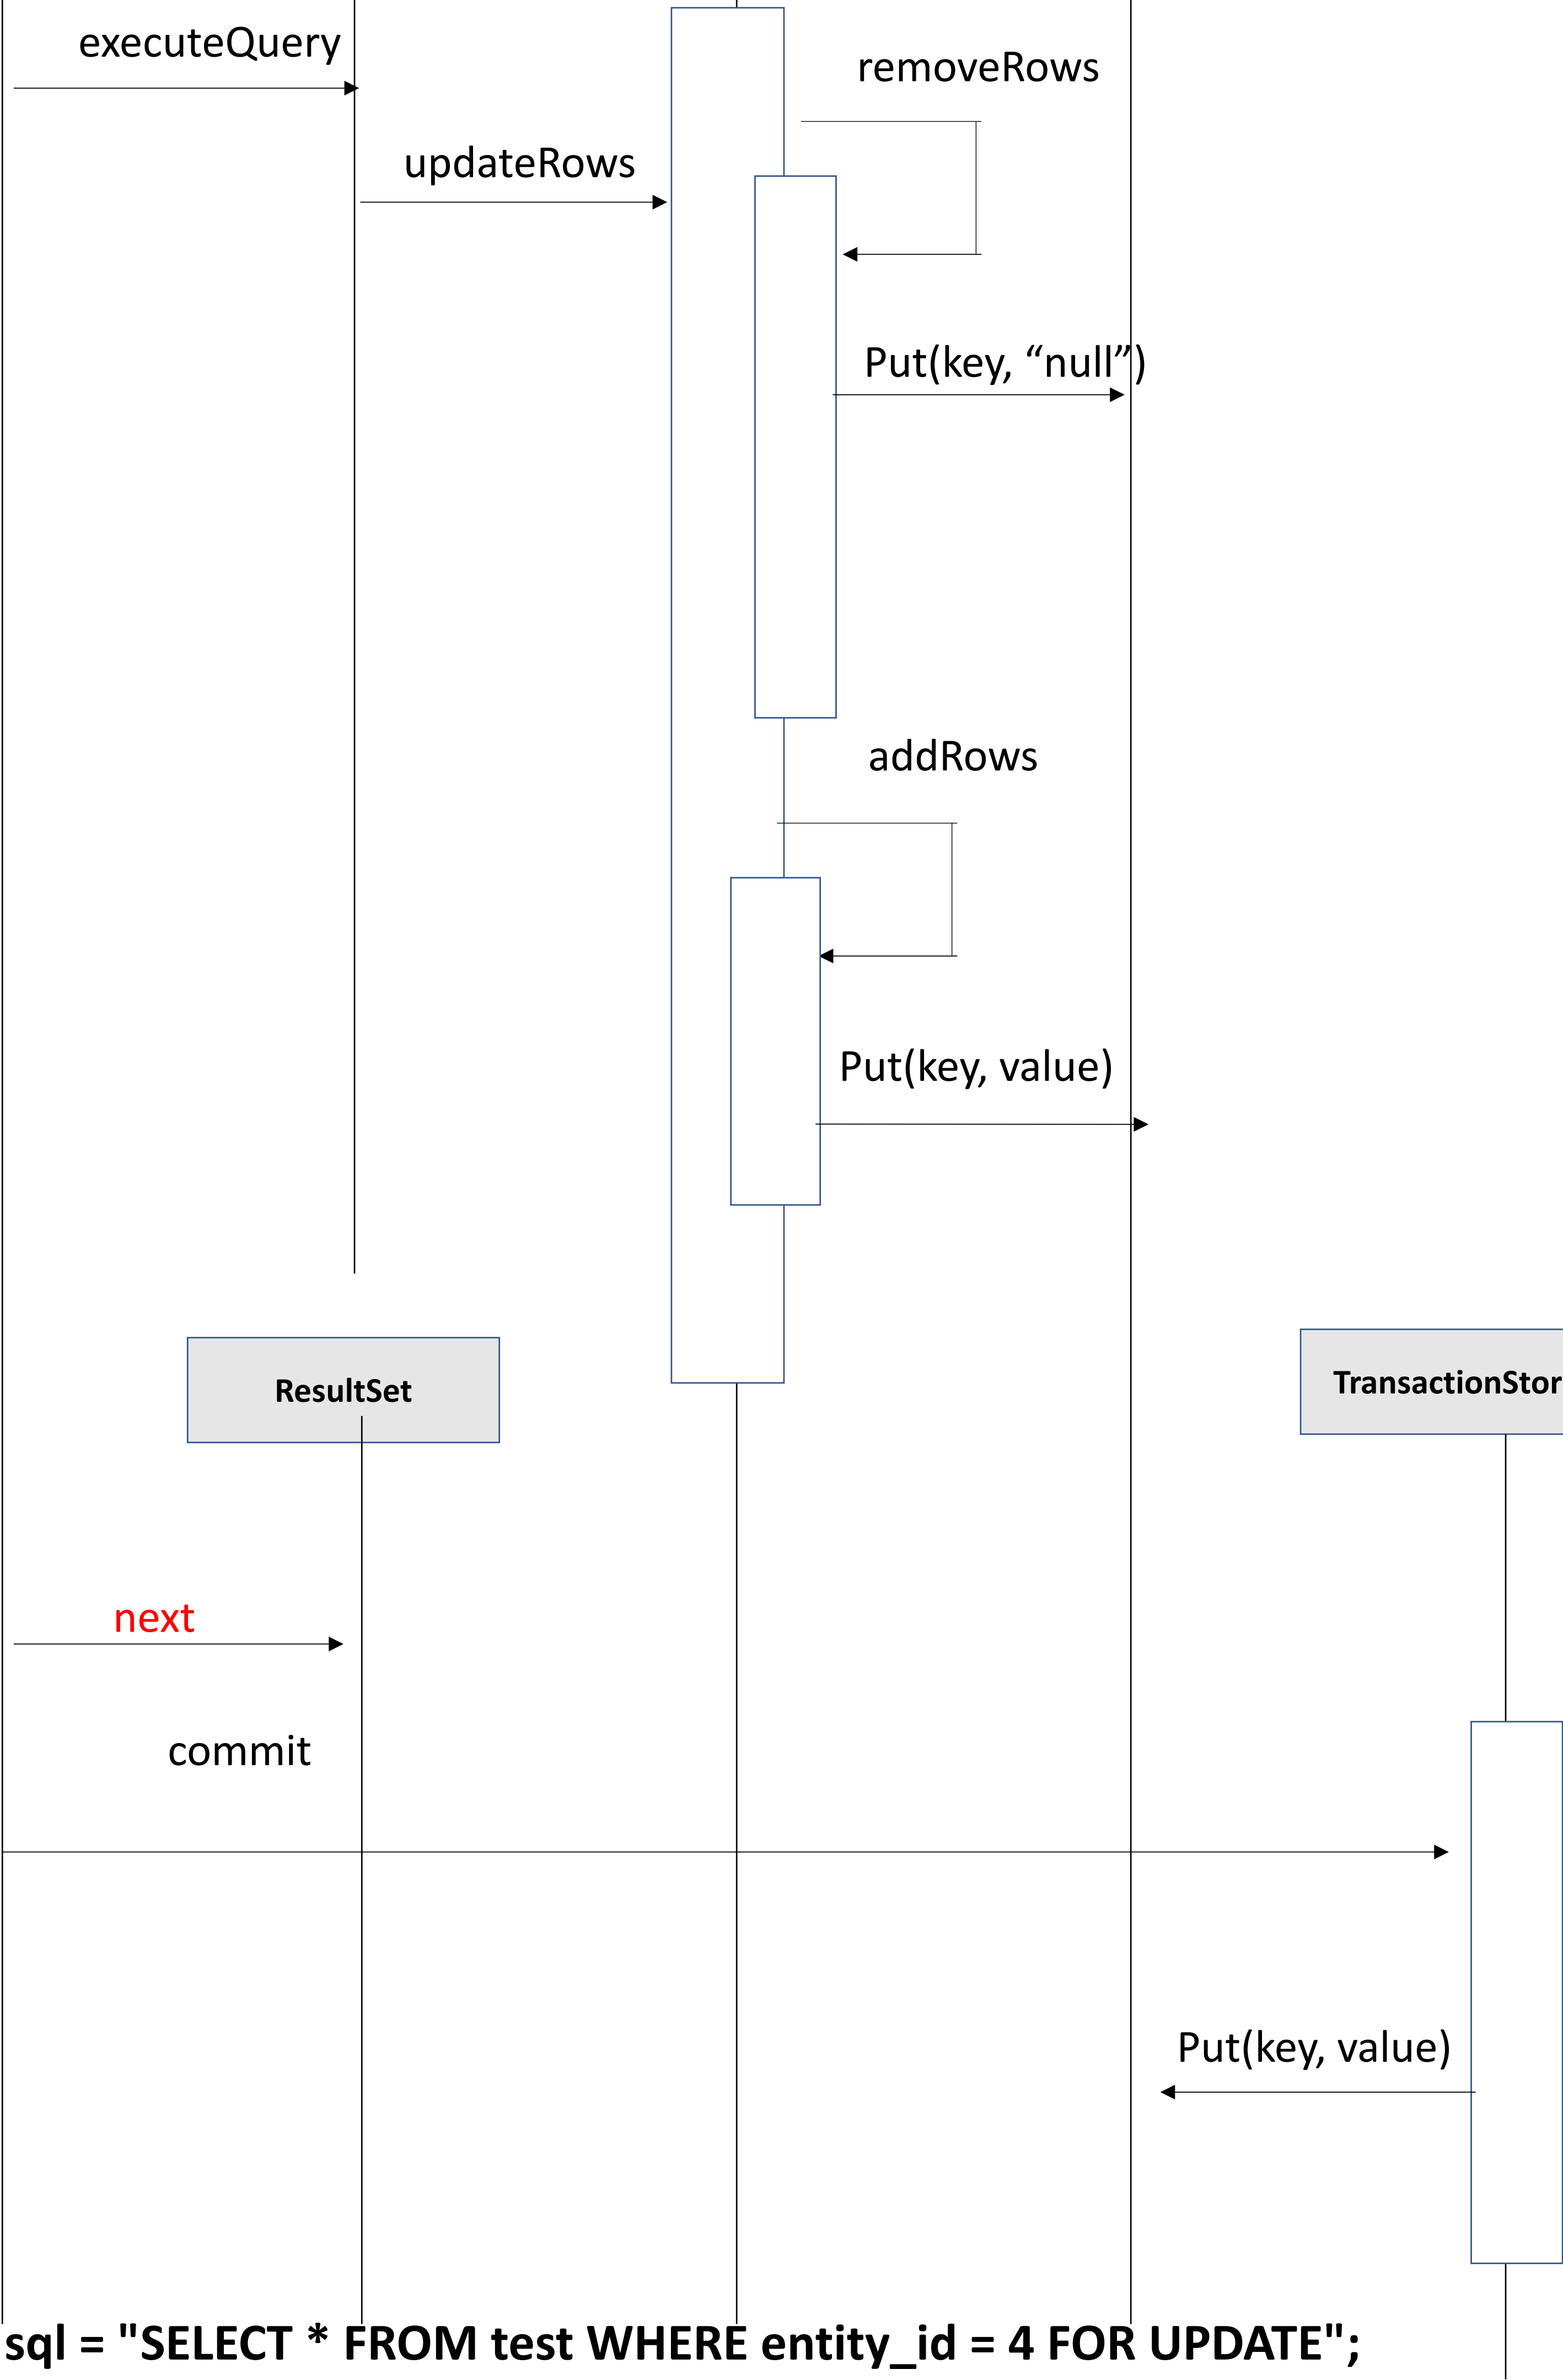 executeQuery
removeRows
updateRows
Put(key, “null”)
addRows
Put(key, value)
ResultSet
TransactionStor
next
commit
Put(key, value)
sql = "SELECT * FROM test WHERE entity_id = 4 FOR UPDATE";